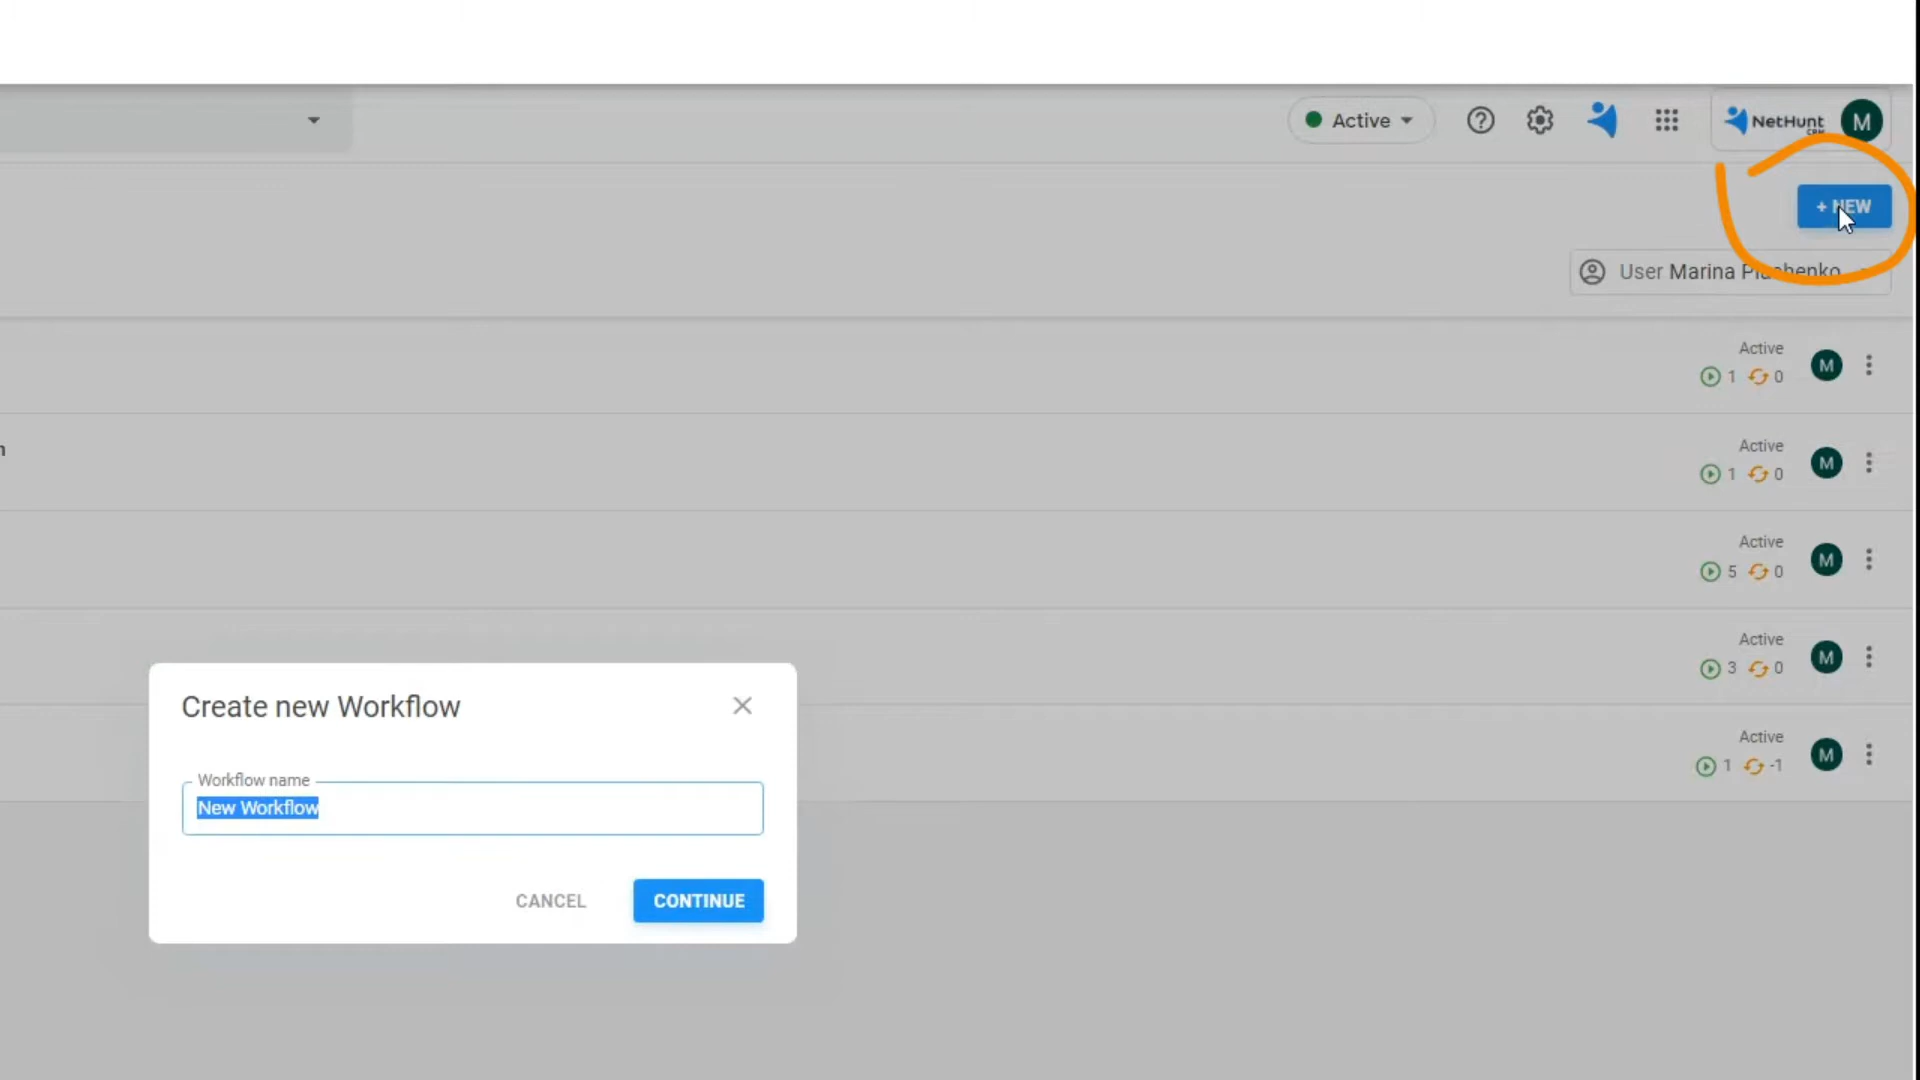 Active
NetHunt
CRM
M
+ NEW
User Marina
Active
1 0
M
Active
1 0
M
Active
5 0
M
Active
3 0
M
Active
1 -1
M
Create new Workflow
Workflow name
New Workflow
CANCEL
CONTINUE